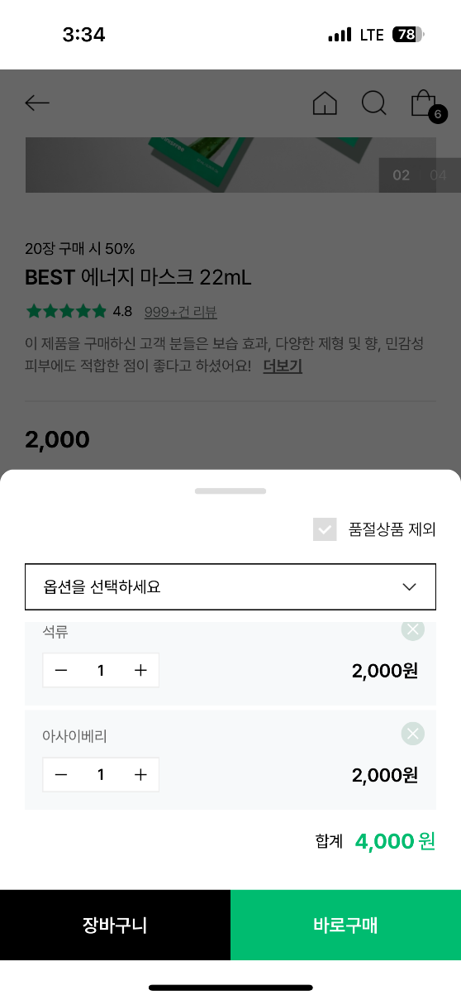 3:34
LTE 78
6
02 04
20장 구매 시 50%
BEST 에너지 마스크 22mL
4.8 999+건 리뷰
이 제품을 구매하신 고객 분들은 보습 효과, 다양한 제형 및 향, 민감성
피부에도 적합한 점이 좋다고 하셨어요! 더보기
2,000
품절상품 제외
옵션을 선택하세요
석류
1
2,000원
아사이베리
1
2,000원
합계 4,000 원
장바구니
바로구매